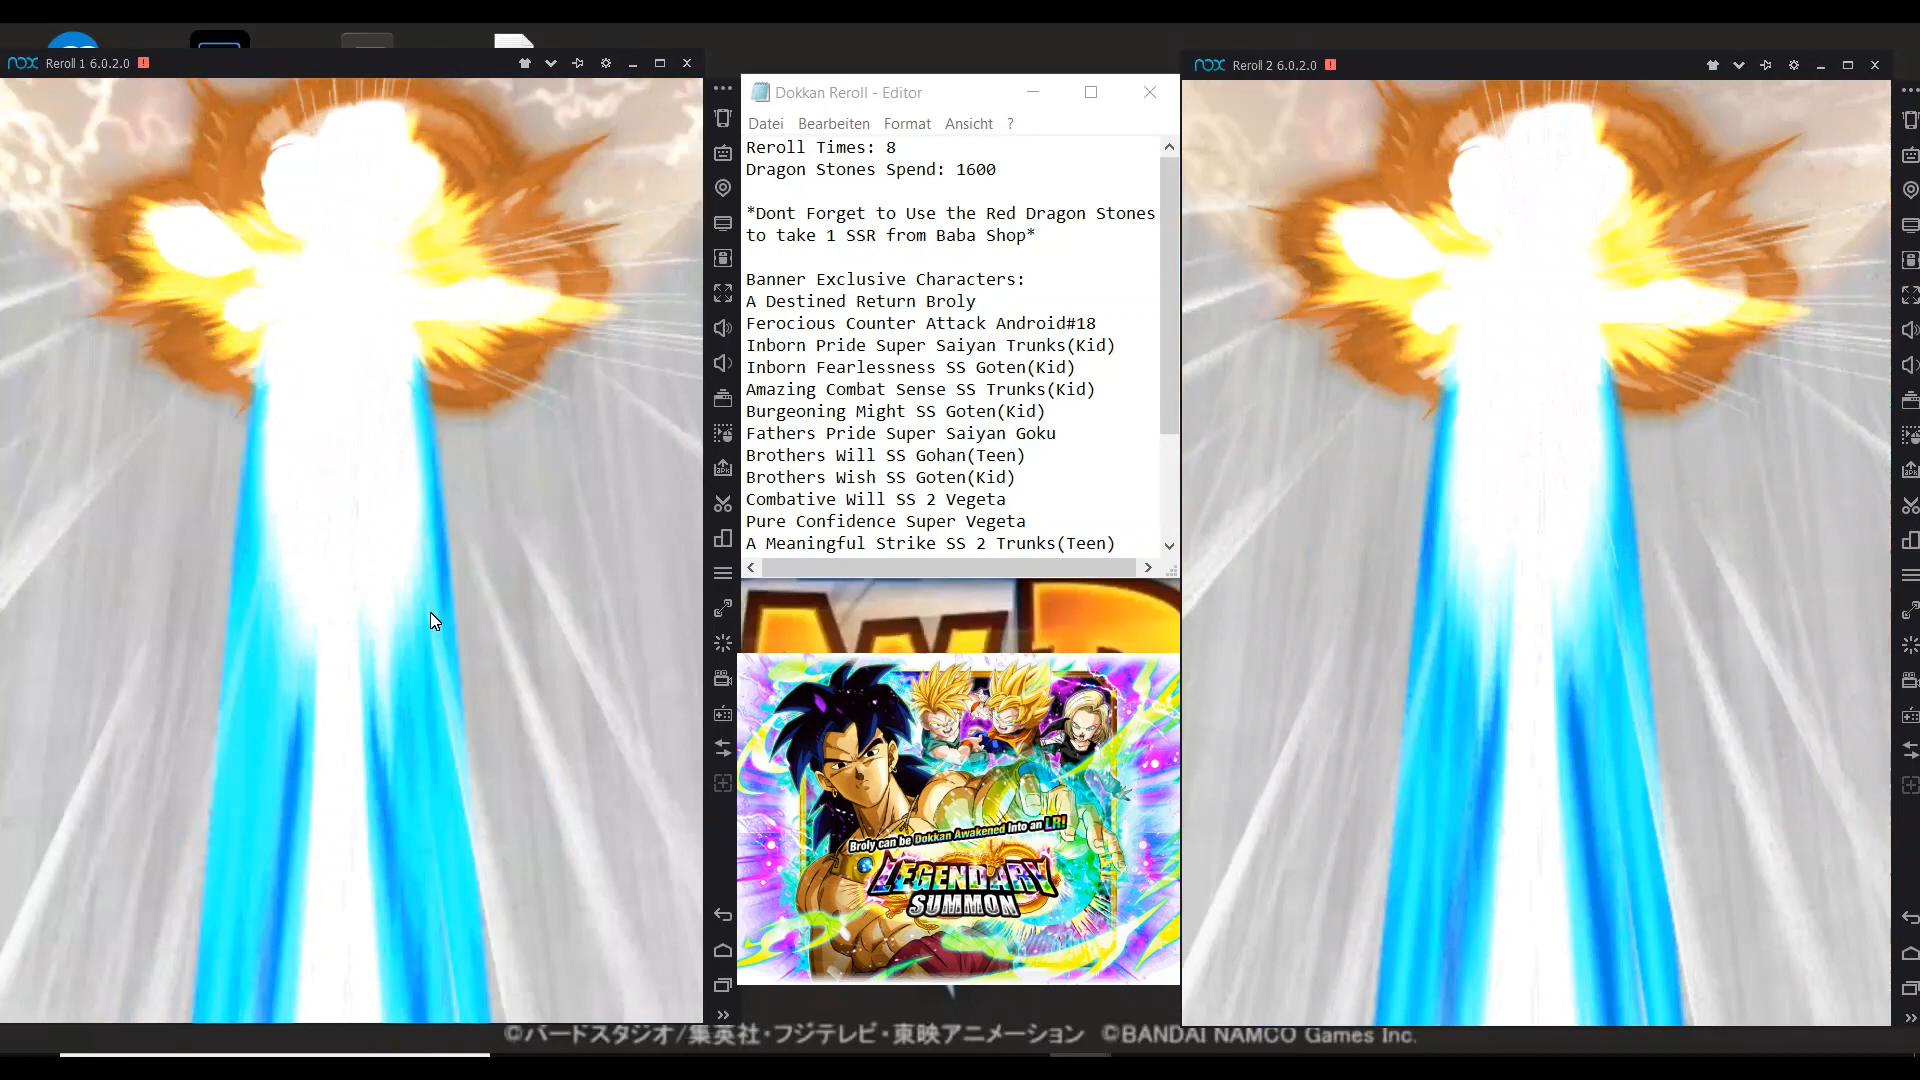 nox Reroll 1 6.0.2.0
Dokkan Reroll - Editor
Datei Bearbeiten Format Ansicht ?
Reroll Times: 8
Dragon Stones Spend: 1600
*Dont Forget to Use the Red Dragon Stones
to take 1 SSR from Baba Shop*
Banner Exclusive Characters:
A Destined Return Broly
Ferocious Counter Attack Android#18
Inborn Pride Super Saiyan Trunks(Kid)
Inborn Fearlessness SS Goten(Kid)
Amazing Combat Sense SS Trunks(Kid)
Burgeoning Might SS Goten(Kid)
Fathers Pride Super Saiyan Goku
Brothers Will SS Gohan(Teen)
Brothers Wish SS Goten(Kid)
Combative Will SS 2 Vegeta
Pure Confidence Super Vegeta
A Meaningful Strike SS 2 Trunks(Teen)
Broly can be Dokkan Awakened into an LR!
LEGENDARY
SUMMON
nox Reroll 2 6.0.2.0
©バードスタジオ/集英社・フジテレビ・東映アニメーション ©BANDAI NAMCO Games Inc.